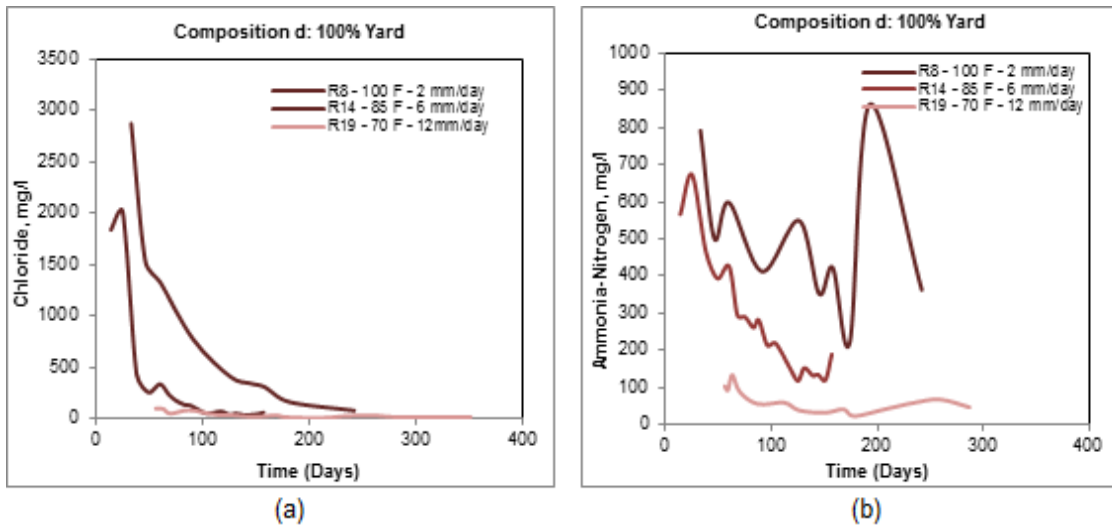 Composition d: 100% Yard
3500
3000
2500
2000
1500
1000
500
0
Chloride, mg/l
R8 - 100 F - 2 mm/day
R14 - 85 F - 6 mm/day
R19 - 70 F - 12mm/day
0 100 200 300 400
Time (Days)
(a)
Composition d: 100% Yard
1000
900
800
700
600
500
400
300
200
100
0
Ammonia-Nitrogen, mg/l
R8 - 100 F - 2 mm/day
R14 - 85 F - 6 mm/day
R19 - 70 F - 12mm/day
0 100 200 300 400
Time (Days)
(b)